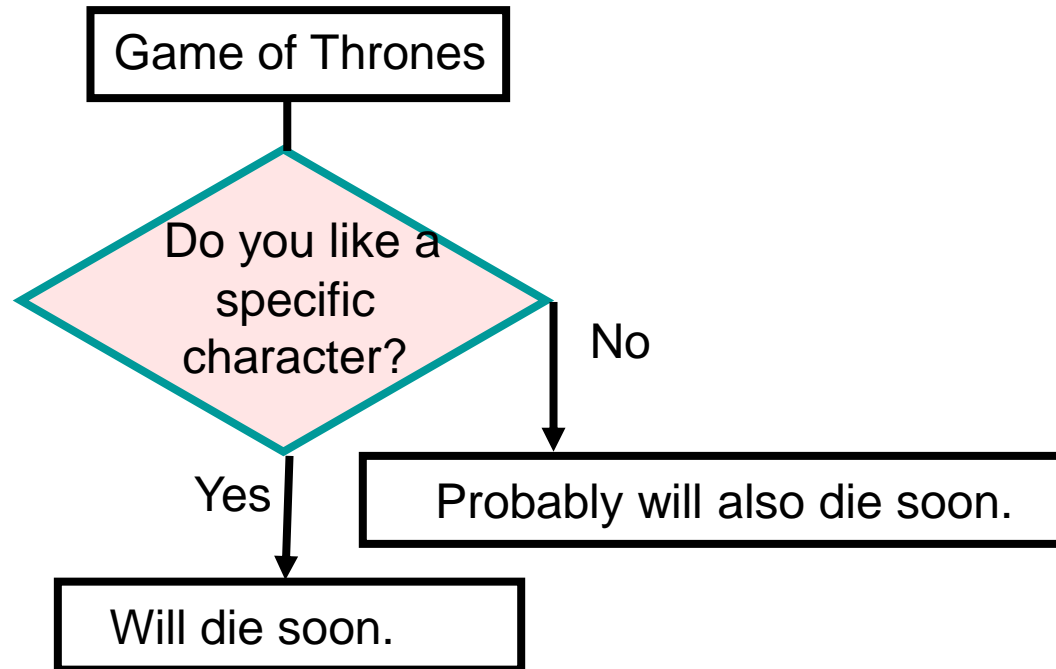 Game of Thrones
Do you like a
specific
character?
No
Yes
Probably will also die soon.
Will die soon.